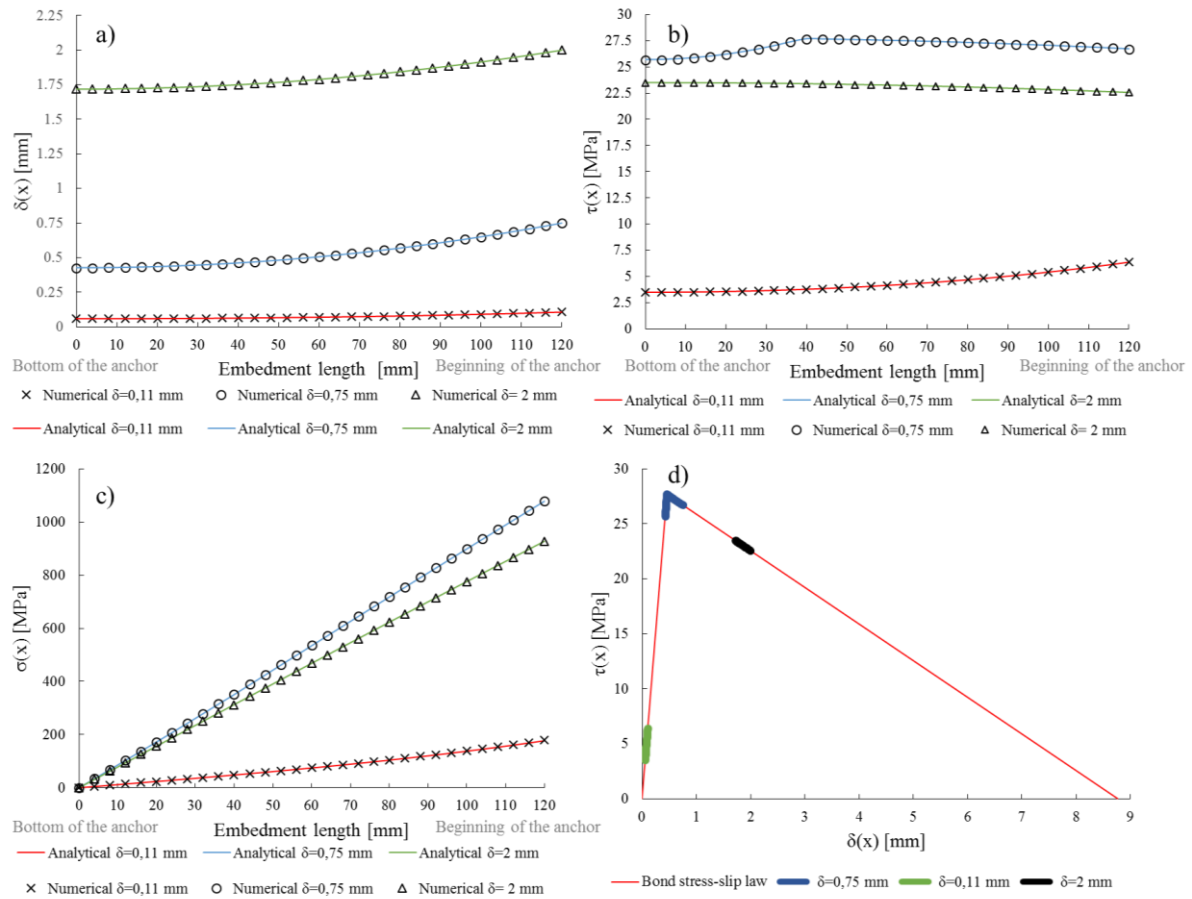 a)
2.25
2
1.75
1.5
1.25
1
0.75
0.5
0.25
0
δ(x) [mm]
0 10 20 30 40 50 60 70 80 90 100 110 120
Bottom of the anchor Embedment length [mm] Beginning of the anchor
Numerical δ=0,11 mm Numerical δ=0,75 mm Numerical δ= 2 mm
Analytical δ=0,11 mm Analytical δ=0,75 mm Analytical δ=2 mm
b)
30
27.5
25
22.5
20
17.5
15
12.5
10
7.5
5
2.5
0
τ(x) [MPa]
0 10 20 30 40 50 60 70 80 90 100 110 120
Bottom of the anchor Embedment length [mm] Beginning of the anchor
Analytical δ=0,11 mm Analytical δ=0,75 mm Analytical δ=2 mm
Numerical δ=0,11 mm Numerical δ=0,75 mm Numerical δ= 2 mm
c)
1200
1000
800
600
400
200
0
σ(x) [MPa]
0 10 20 30 40 50 60 70 80 90 100 110 120
Bottom of the anchor Embedment length [mm] Beginning of the anchor
Analytical δ=0,11 mm Analytical δ=0,75 mm Analytical δ=2 mm
Numerical δ=0,11 mm Numerical δ=0,75 mm Numerical δ= 2 mm
d)
30
25
20
15
10
5
0
τ(x) [MPa]
0 1 2 3 4 5 6 7 8 9
δ(x) [mm]
Bond stress-slip law δ=0,75 mm δ=0,11 mm δ=2 mm